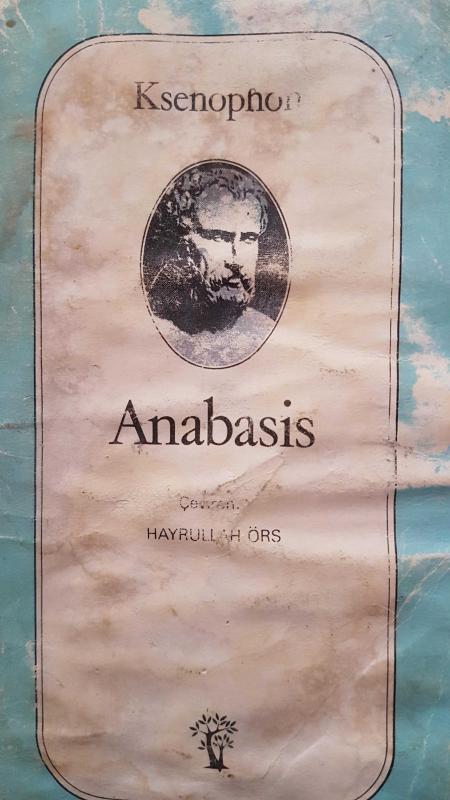 Ksenophon
Anabasis
Çeviren:
HAYRULLAH ÖRS